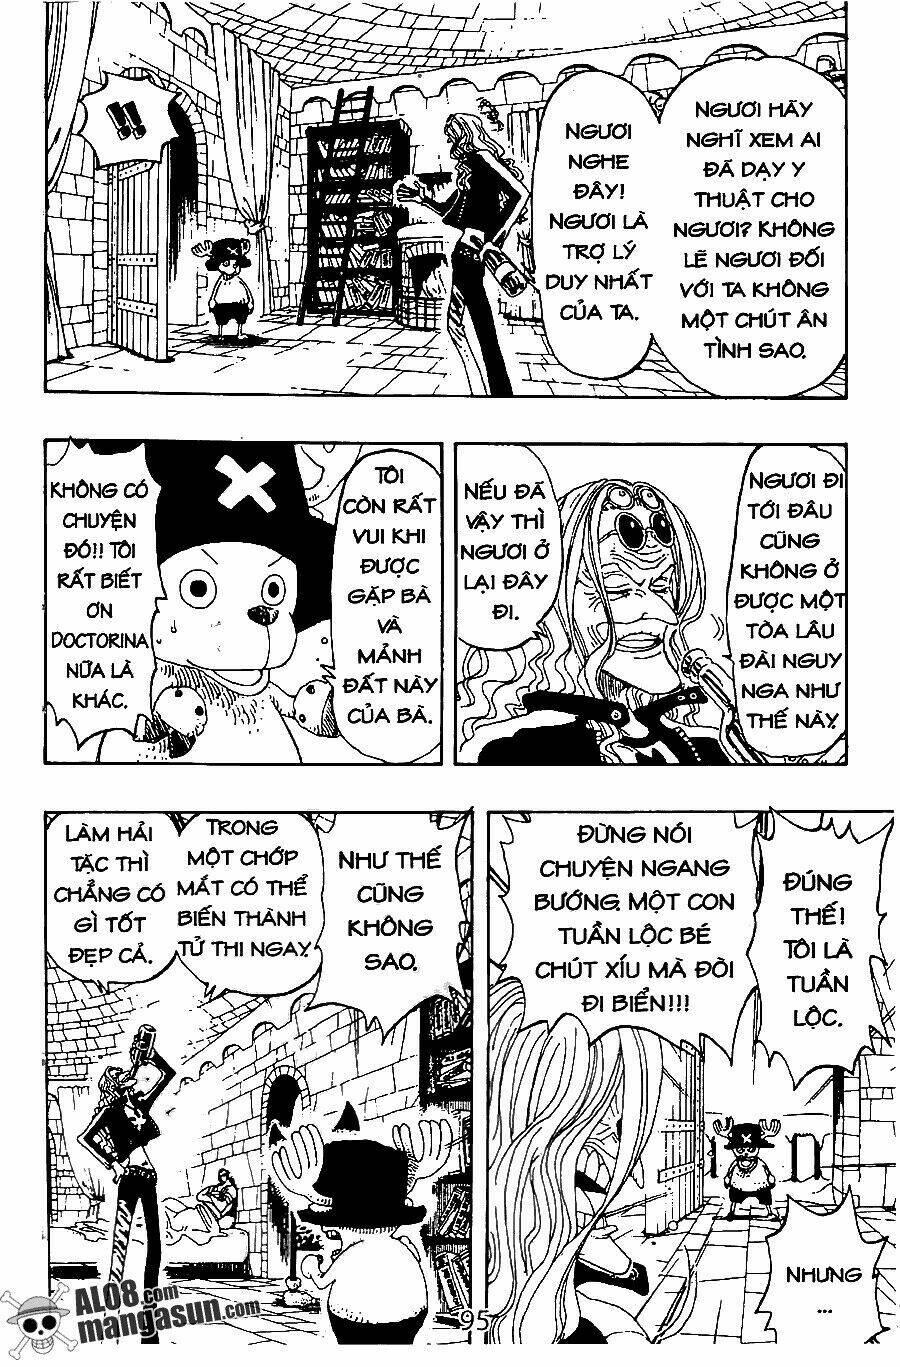 NGƯƠI HÃY
NGHĨ XEM AI
ĐÃ DẠY Y
THUẬT CHO
NGƯƠI? KHÔNG
LẼ NGƯƠI ĐỐI
VỚI TA KHÔNG
MỘT CHÚT ÂN
TÌNH SAO.
NGƯƠI
NGHE
ĐÂY!
NGƯƠI LÀ
TRỢ LÝ
DUY NHẤT
CỦA TA.
!!
NGƯƠI ĐI
TỚI ĐÂU
CŨNG
KHÔNG Ở
ĐƯỢC MỘT
TÒA LÂU
ĐÀI NGUY
NGA NHƯ
THẾ NÀY.
NẾU ĐÃ
VẬY THÌ
NGƯƠI Ở
LẠI ĐÂY
ĐI.
TÔI
CÒN RẤT
VUI KHI
ĐƯỢC
GẶP BÀ
VÀ
MẢNH
ĐẤT NÀY
CỦA BÀ.
KHÔNG CÓ
CHUYỆN
ĐÓ!! TÔI
RẤT BIẾT
ƠN
DOCTORINA
NỮA LÀ
KHÁC.
ĐÚNG
THẾ!
TÔI LÀ
TUẦN
LỘC.
ĐỪNG NÓI
CHUYỆN NGANG
BƯỚNG. MỘT CON
TUẦN LỘC BÉ
CHÚT XÍU MÀ ĐÒI
ĐI BIỂN!!!
NHƯNG
...
NHƯ THẾ
CŨNG
KHÔNG
SAO.
TRONG
MỘT CHỚP
MẮT CÓ THỂ
BIẾN THÀNH
TỬ THI NGAY.
LÀM HẢI
TẶC THÌ
CHẲNG CÓ
GÌ TỐT
ĐẸP CẢ.
AL08.com
mangasun.com
95